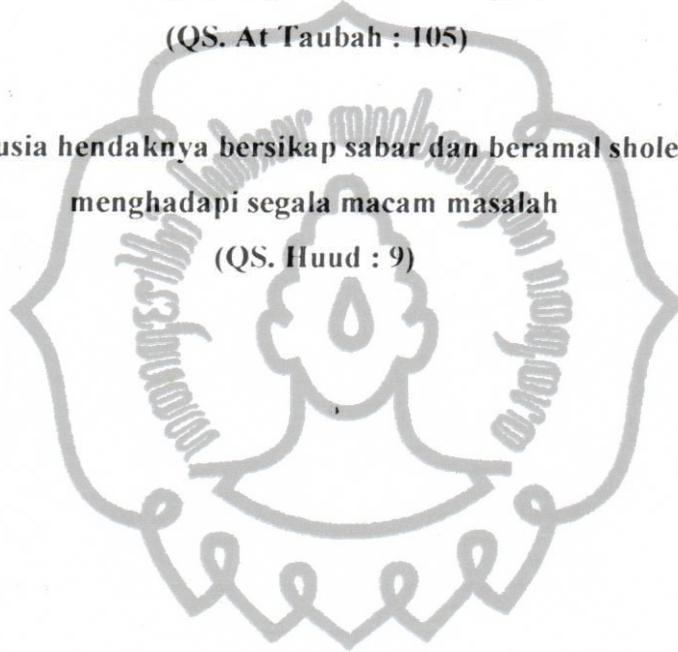 (QS. At Taubah : 105)
usia hendaknya bersikap sabar dan beramal shole
menghadapi segala macam masalah
(QS. Huud : 9)